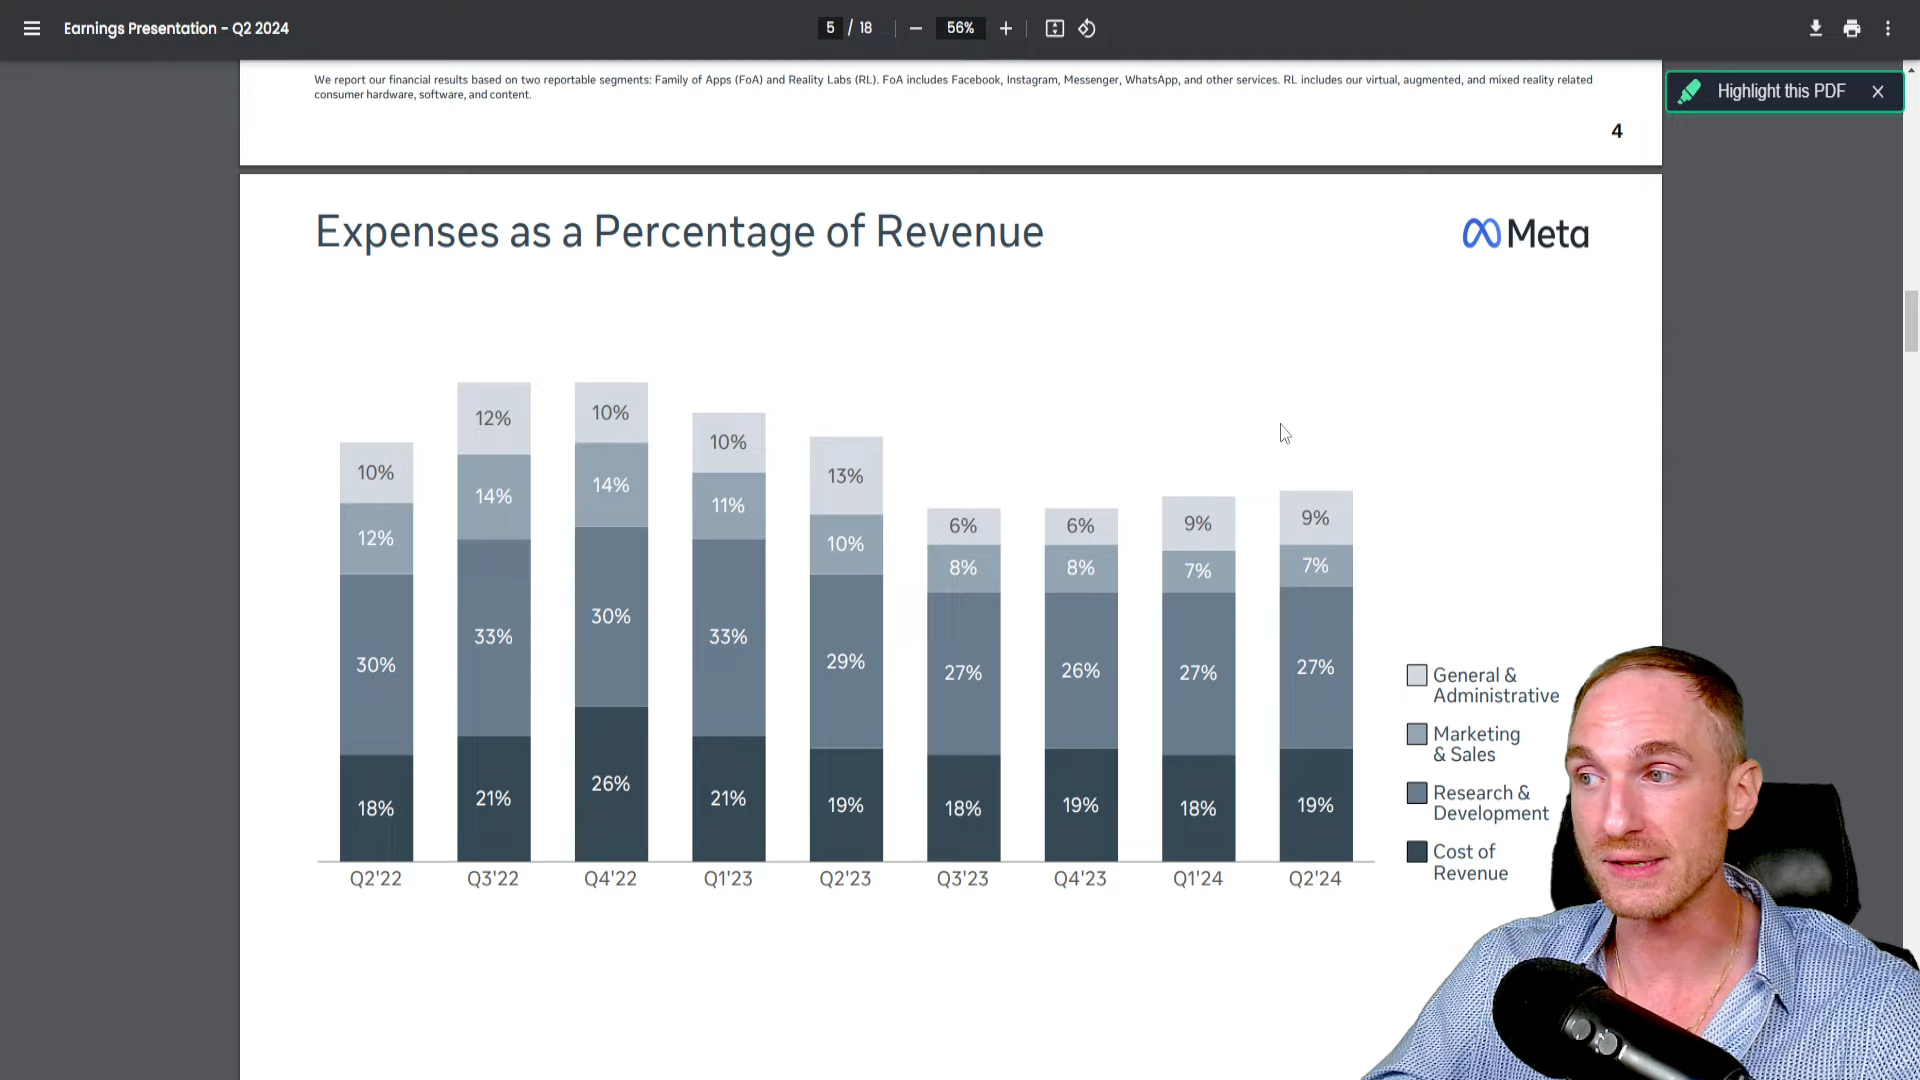 Earnings Presentation - Q2 2024
5 / 18
56%
Highlight this PDF
We report our financial results based on two reportable segments: Family of Apps (FoA) and Reality Labs (RL). FoA includes Facebook, Instagram, Messenger, WhatsApp, and other services. RL includes our virtual, augmented, and mixed reality related
consumer hardware, software, and content.
4
Expenses as a Percentage of Revenue
Meta
10% 12% 10% 10% 13% 6% 6% 9% 9%
12% 14% 14% 11% 10% 8% 8% 7% 7%
30% 33% 30% 33% 29% 27% 26% 27% 27%
18% 21% 26% 21% 19% 18% 19% 18% 19%
Q2'22 Q3'22 Q4'22 Q1'23 Q2'23 Q3'23 Q4'23 Q1'24 Q2'24
General &
Administrative
Marketing
& Sales
Research &
Development
Cost of
Revenue